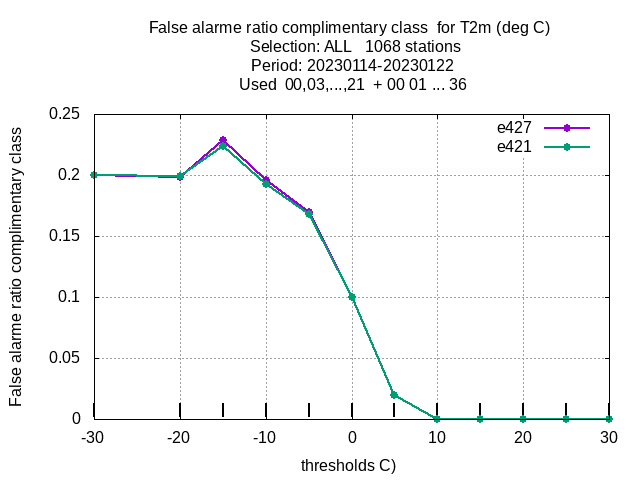 False alarme ratio complimentary class  for T2m (deg C)
Selection: ALL   1068 stations
Period: 20230114-20230122
Used  00,03,...,21  + 00 01 ... 36
e427
e421
False alarme ratio complimentary class
0.25
0.2
0.15
0.1
0.05
0
-30 -20 -10 0 10 20 30
thresholds C)